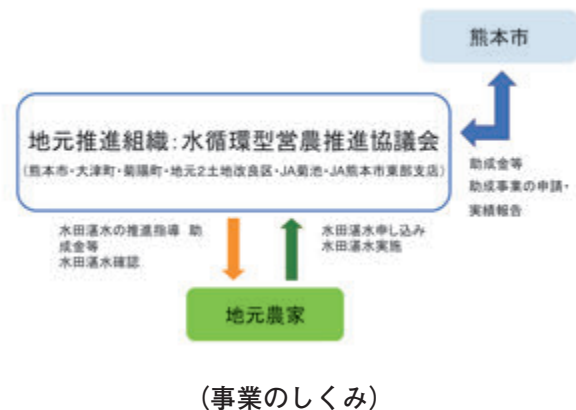 熊本市
地元推進組織：水循環型営農推進協議会
（熊本市・大津町・菊陽町・地元2土地改良区・JA菊池・JA熊本市東部支店）
助成金等
助成事業の申請・
実績報告
水田湛水の推進指導 助
成金等
水田湛水確認
水田湛水申し込み
水田湛水実施
地元農家
（事業のしくみ）